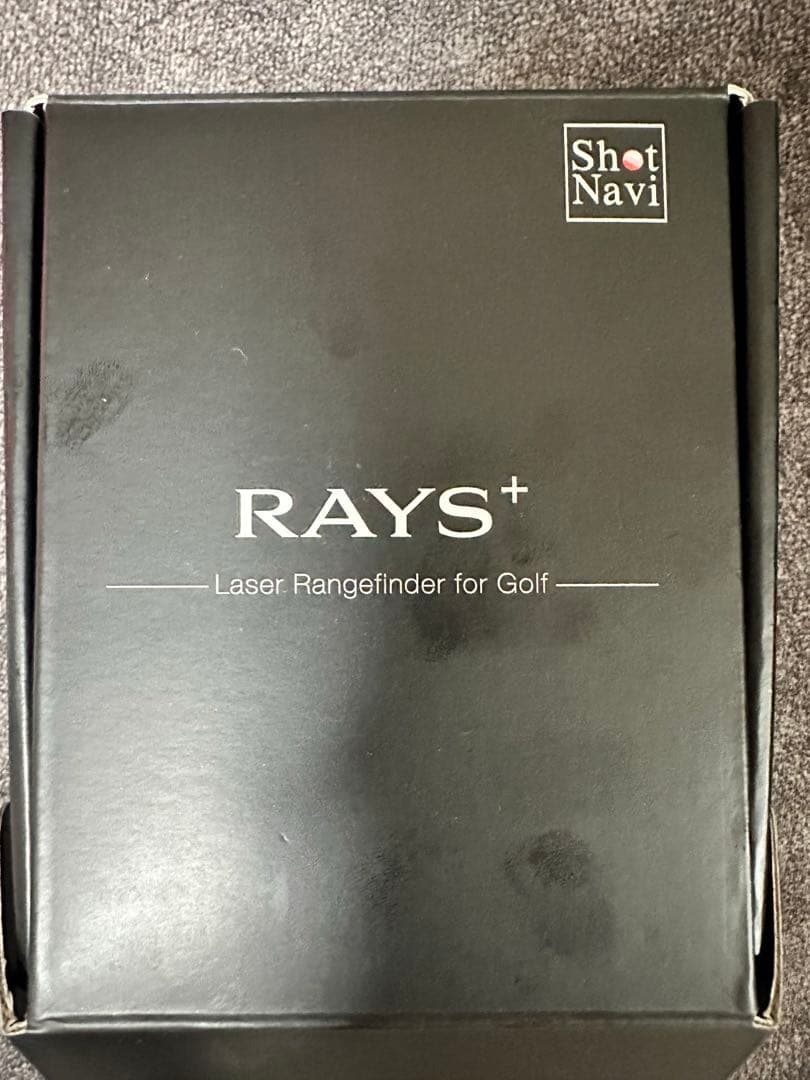 Shot
Navi
RAYS+
Laser Rangefinder for Golf